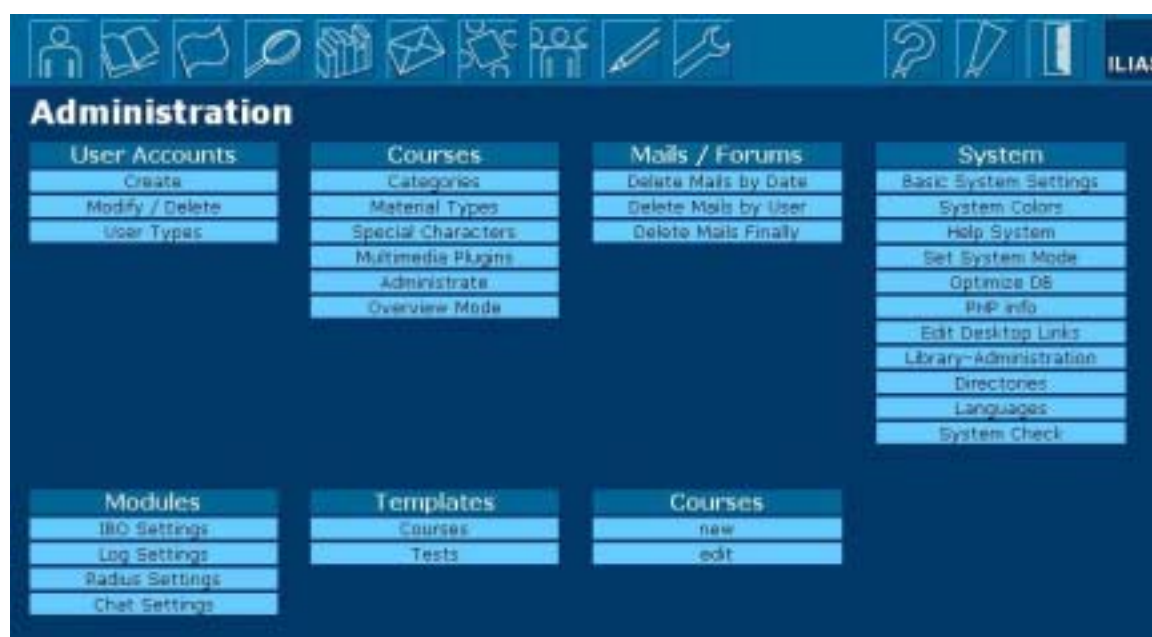 ILIAS
Administration
User Accounts
Create
Modify / Delete
User Types
Courses
Categories
Material Types
Special Characters
Multimedia Plugins
Administrate
Overview Mode
Mails / Forums
Delete Mails by Date
Delete Mails by User
Delete Mails Finally
System
Basic System Settings
System Colors
Help System
Set System Mode
Optimize DB
PHP info
Edit Desktop Links
Library-Administration
Directories
Languages
System Check
Modules
IBO Settings
Log Settings
Radius Settings
Chat Settings
Templates
Courses
Tests
Courses
new
edit